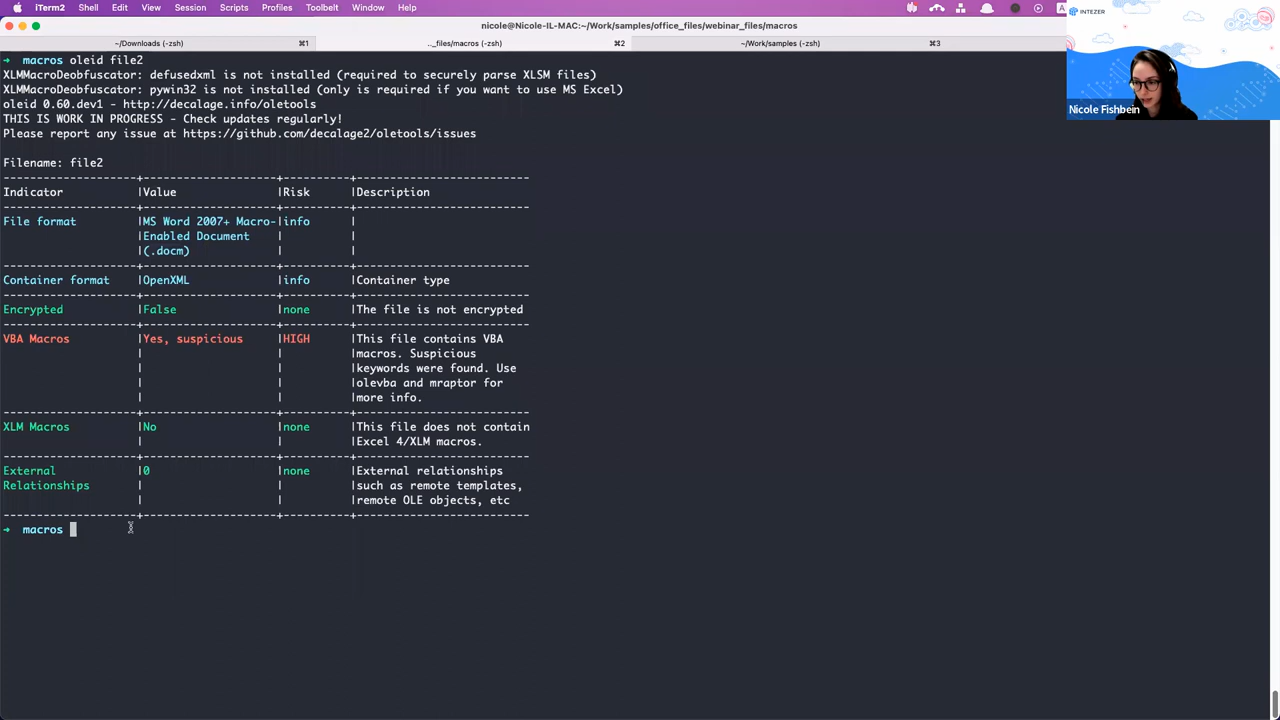 iTerm2 Shell Edit View Session Scripts Profiles Toolbelt Window Help
nicole@Nicole-IL-MAC:~/Work/samples/office_files/webinar_files/macros
~/Downloads (-zsh) ⌘1 .._files/macros (-zsh) ⌘2 ~/Work/samples (-zsh) ⌘3
INTEZER
Nicole Fishbein
➜ macros oleid file2
XLMMacroDeobfuscator: defusedxml is not installed (required to securely parse XLSM files)
XLMMacroDeobfuscator: pywin32 is not installed (only is required if you want to use MS Excel)
oleid 0.60.dev1 - http://decalage.info/oletools
THIS IS WORK IN PROGRESS - Check updates regularly!
Please report any issue at https://github.com/decalage2/oletools/issues
Filename: file2
--------------------+--------------------+----------+--------------------------
Indicator |Value |Risk |Description
--------------------+--------------------+----------+--------------------------
File format |MS Word 2007+ Macro-|info |
|Enabled Document | |
|(.docm) | |
--------------------+--------------------+----------+--------------------------
Container format |OpenXML |info |Container type
--------------------+--------------------+----------+--------------------------
Encrypted |False |none |The file is not encrypted
--------------------+--------------------+----------+--------------------------
VBA Macros |Yes, suspicious |HIGH |This file contains VBA
| | |macros. Suspicious
| | |keywords were found. Use
| | |olevba and mraptor for
| | |more info.
--------------------+--------------------+----------+--------------------------
XLM Macros |No |none |This file does not contain
| | |Excel 4/XLM macros.
--------------------+--------------------+----------+--------------------------
External |0 |none |External relationships
Relationships | | |such as remote templates,
| | |remote OLE objects, etc
--------------------+--------------------+----------+--------------------------
➜ macros